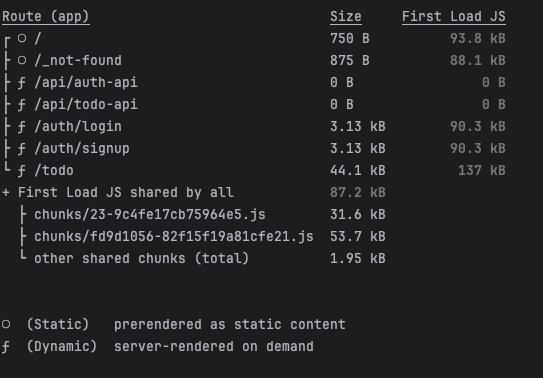 Route (app) Size First Load JS
┌ ○ / 750 B 93.8 kB
├ ○ /_not-found 875 B 88.1 kB
├ ƒ /api/auth-api 0 B 0 B
├ ƒ /api/todo-api 0 B 0 B
├ ƒ /auth/login 3.13 kB 90.3 kB
├ ƒ /auth/signup 3.13 kB 90.3 kB
└ ƒ /todo 44.1 kB 137 kB
+ First Load JS shared by all 87.2 kB
├ chunks/23-9c4fe17cb75964e5.js 31.6 kB
├ chunks/fd9d1056-82f15f19a81cfe21.js 53.7 kB
└ other shared chunks (total) 1.95 kB
○ (Static) prerendered as static content
ƒ (Dynamic) server-rendered on demand